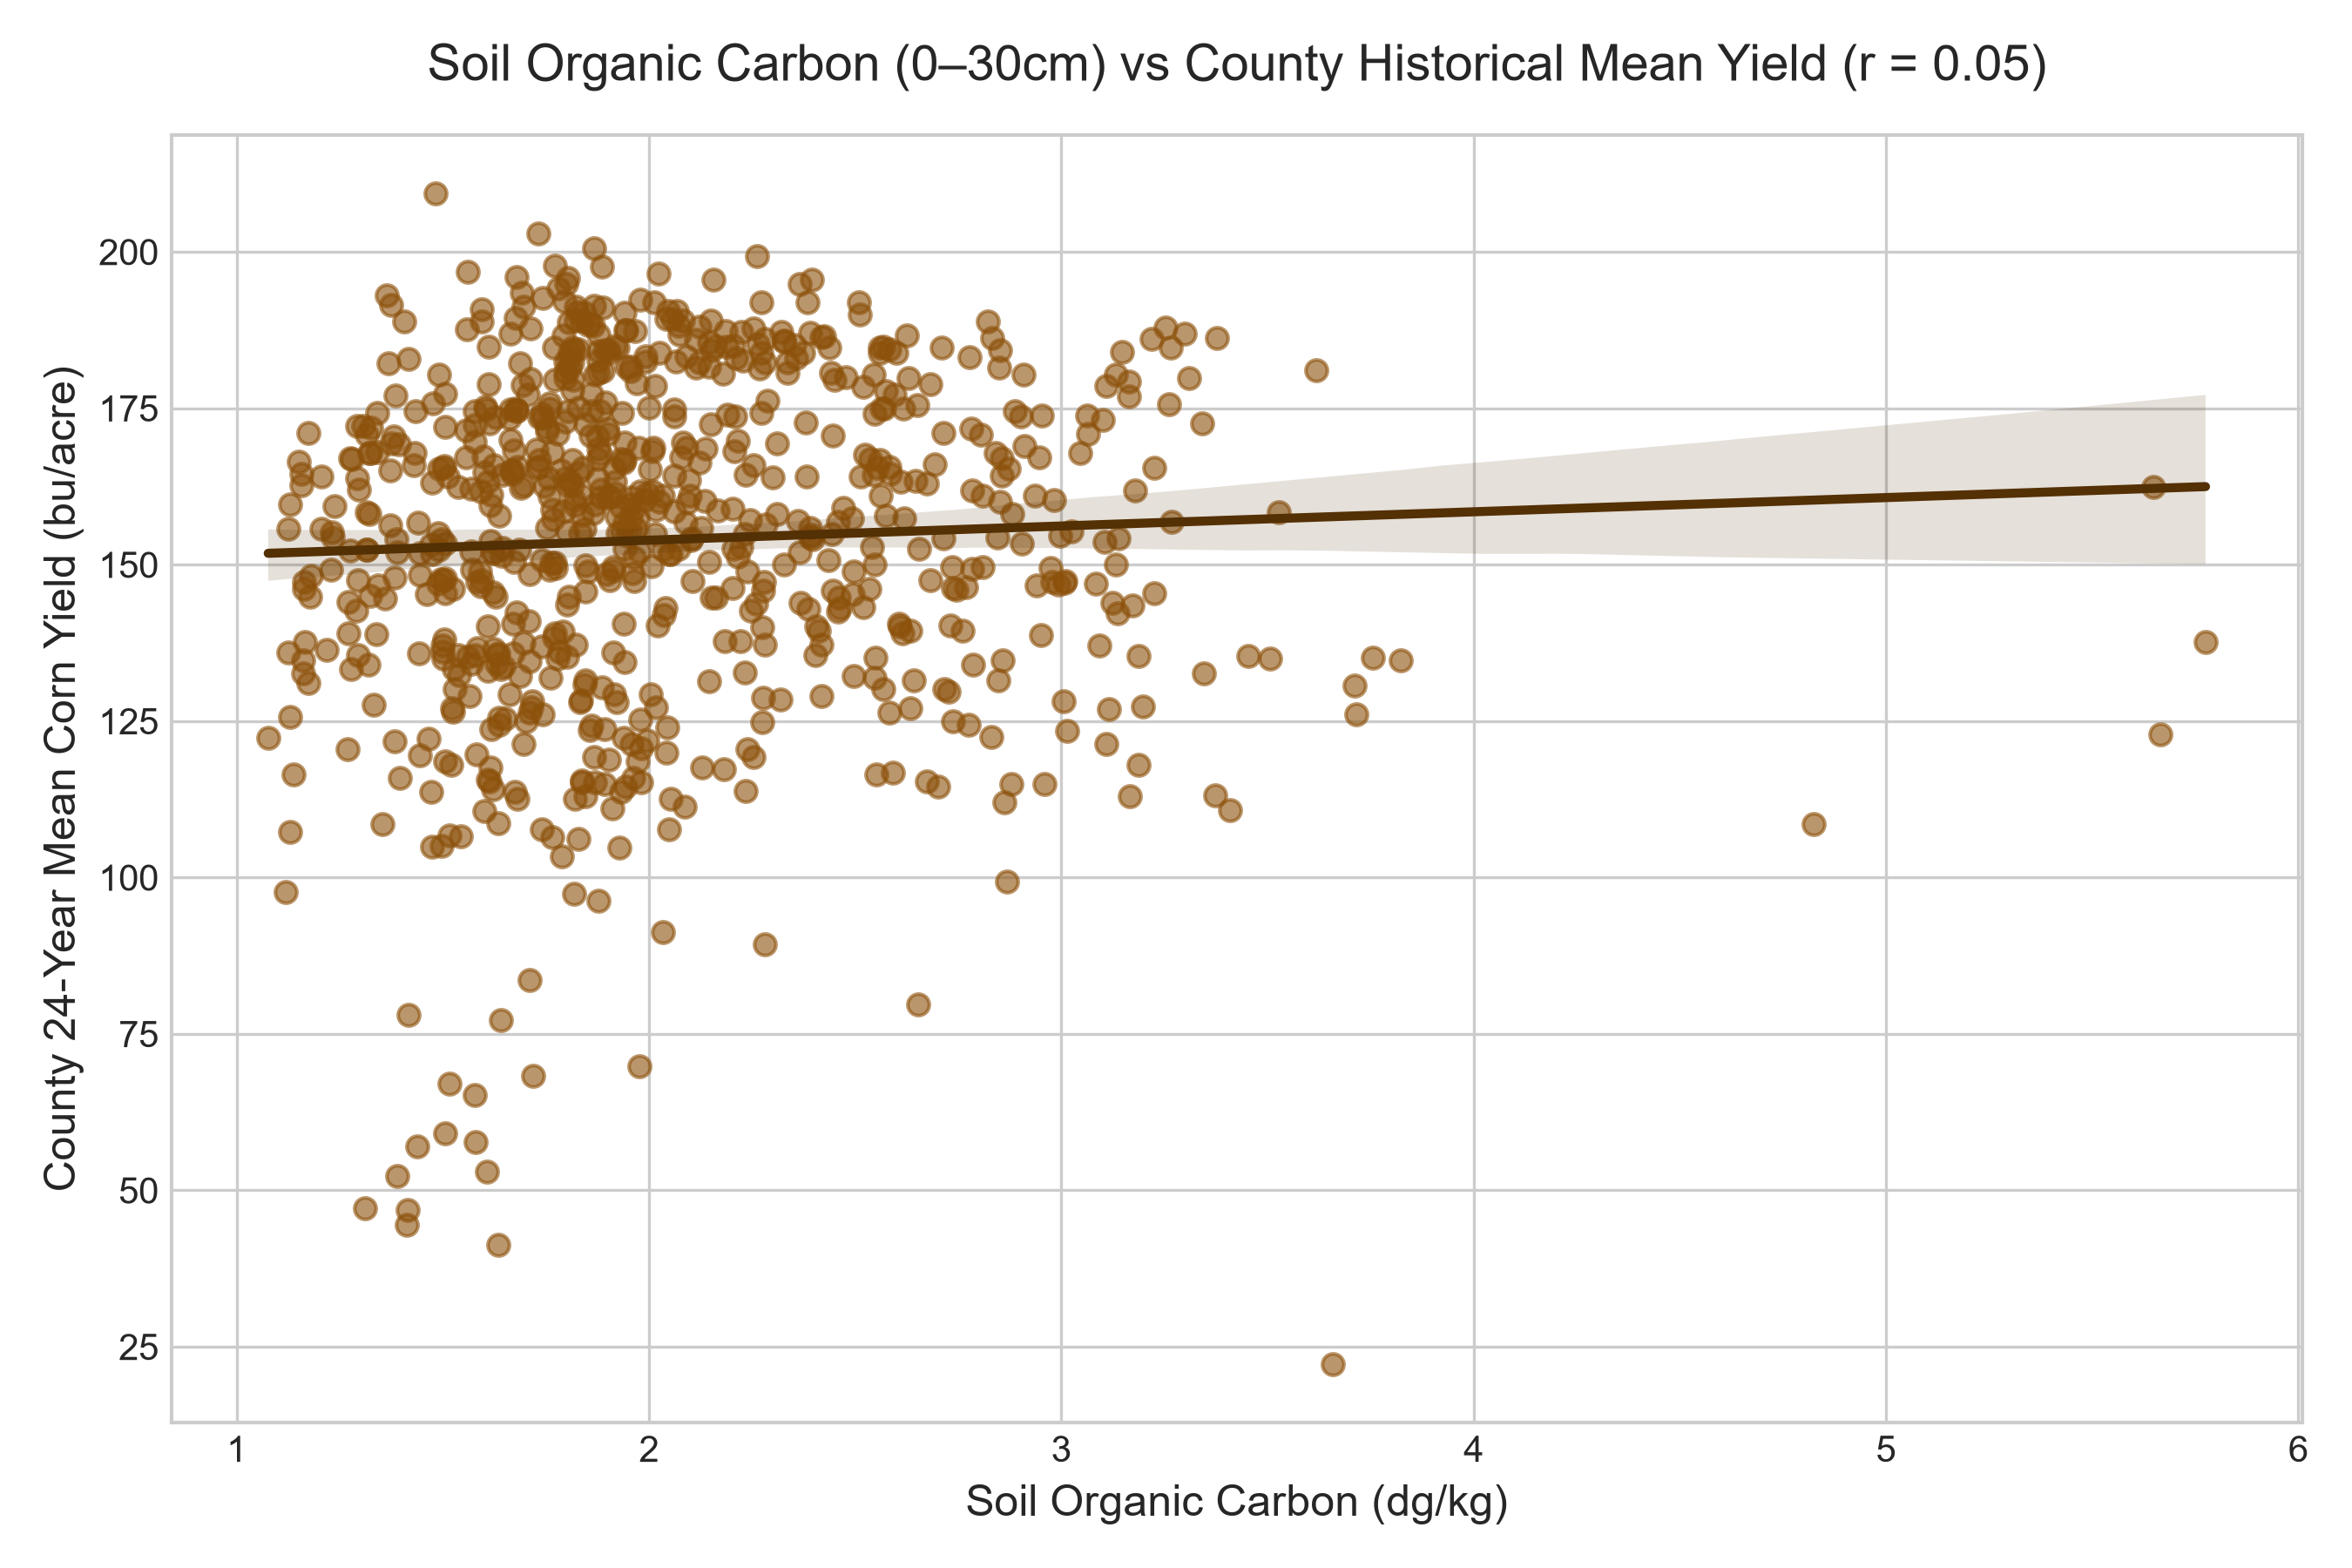 Soil Organic Carbon (0–30cm) vs County Historical Mean Yield (r = 0.05)
County 24-Year Mean Corn Yield (bu/acre)
200
175
150
125
100
75
50
25
1 2 3 4 5 6
Soil Organic Carbon (dg/kg)